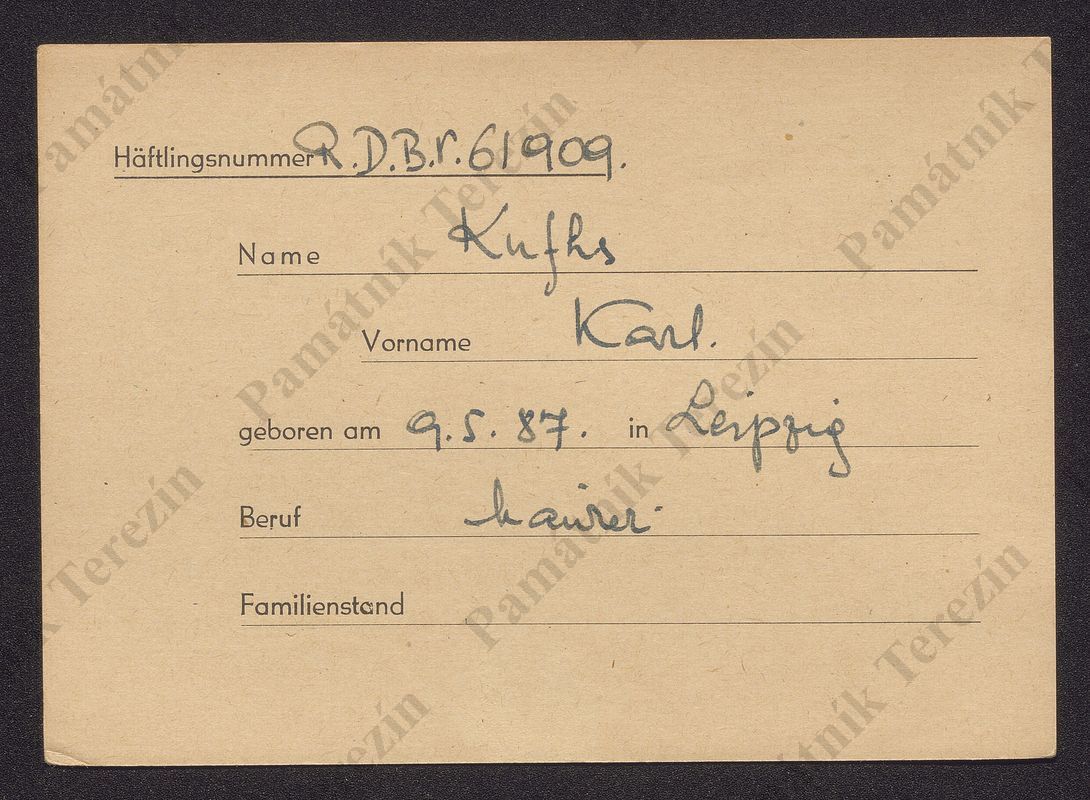 Häftlingsnummer R.D.B.V. 61909.
Name Kufhs
Vorname Karl.
geboren am 9.5.87. in Leipzig
Beruf Maurer
Familienstand
Památník Terezín